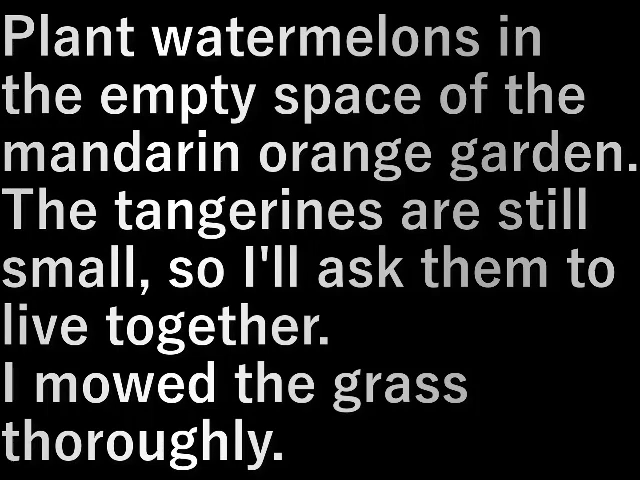 Plant watermelons in
the empty space of the
mandarin orange garden.
The tangerines are still
small, so I'll ask them to
live together.
I mowed the grass
thoroughly.